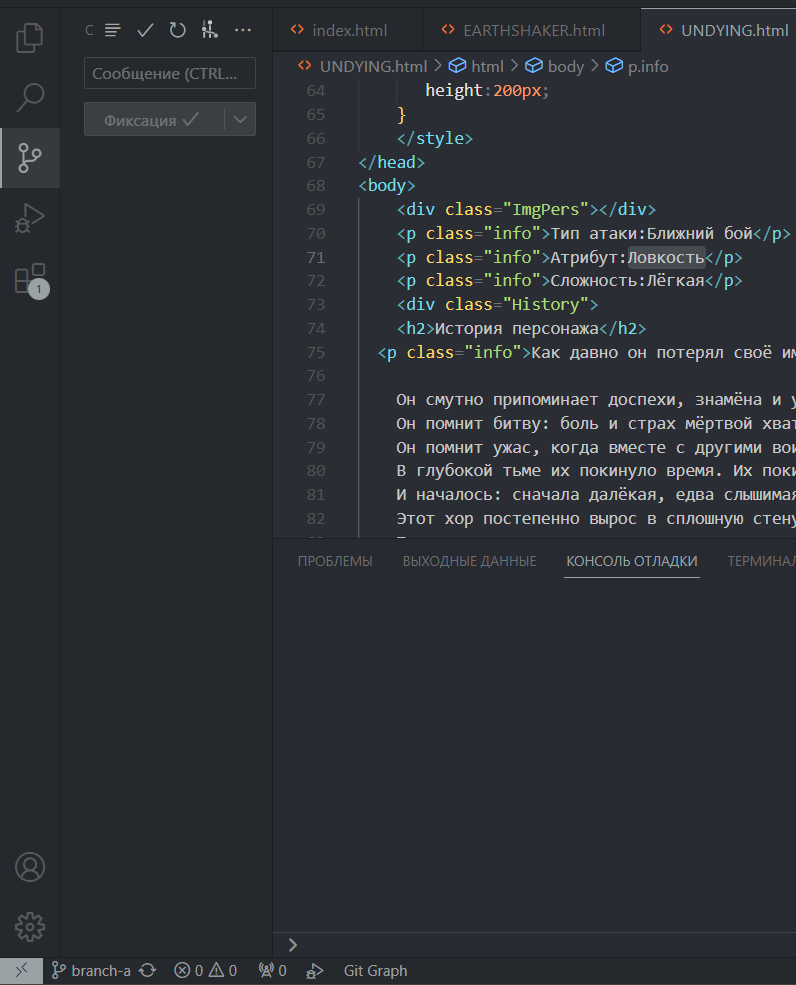 С
index.html
EARTHSHAKER.html
UNDYING.html
UNDYING.html > html > body > p.info
Сообщение (CTRL...
Фиксация
1
64 height:200px;
65 }
66 </style>
67 </head>
68 <body>
69 <div class="ImgPers"></div>
70 <p class="info">Тип атаки:Ближний бой</p>
71 <p class="info">Атрибут:Ловкость</p>
72 <p class="info">Сложность:Лёгкая</p>
73 <div class="History">
74 <h2>История персонажа</h2>
75 <p class="info">Как давно он потерял своё им
76
77 Он смутно припоминает доспехи, знамёна и у
78 Он помнит битву: боль и страх мёртвой хват
79 Он помнит ужас, когда вместе с другими вои
80 В глубокой тьме их покинуло время. Их поки
81 И началось: сначала далёкая, едва слышимая
82 Этот хор постепенно вырос в сплошную стену
ПРОБЛЕМЫ
ВЫХОДНЫЕ ДАННЫЕ
КОНСОЛЬ ОТЛАДКИ
ТЕРМИНАЛ
branch-a
0
0
0
Git Graph